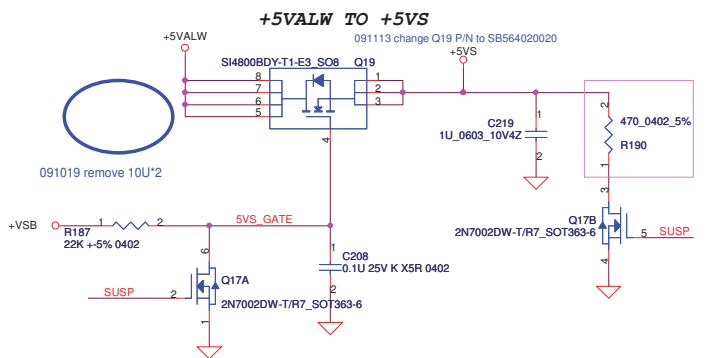 +5VALW TO +5VS
091113 change Q19 P/N to SB564020020
+5VALW
+5VS
SI4800BDY-T1-E3_SO8 Q19
8
7
6
5
1
2
3
4
1
C219
1U_0603_10V4Z
2
2
470_0402_5%
R190
1
091019 remove 10U*2
+VSB
1
2
R187
22K +-5% 0402
5VS_GATE
3
Q17B
2N7002DW-T/R7_SOT363-6
5
SUSP
4
6
1
C208
0.1U 25V K X5R 0402
2
SUSP
2
Q17A
2N7002DW-T/R7_SOT363-6
1